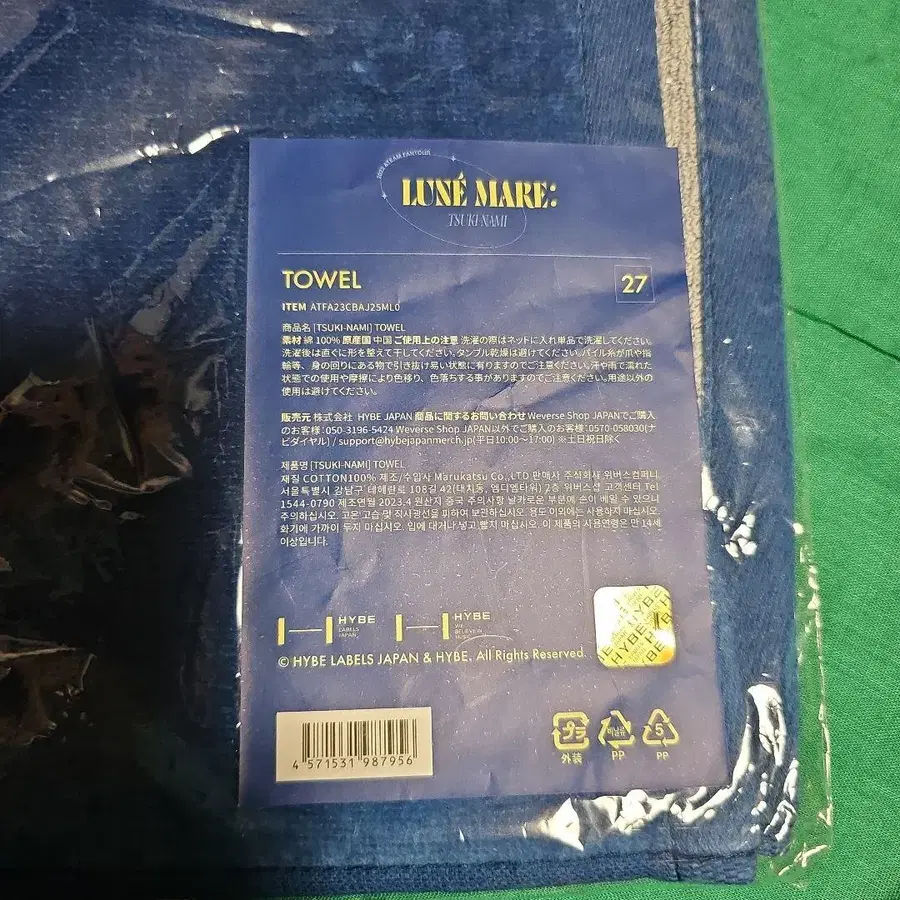 2023 &TEAM FANTOUR
LUNÉ MARE:
TSUKI-NAMI
TOWEL
27
ITEM ATFA23CBAJ25ML0
商品名 [TSUKI-NAMI] TOWEL
素材 綿 100% 原産国 中国 ご使用上の注意 洗濯の際はネットに入れ単品で洗濯してください。
洗濯後は直ぐに形を整えて干してください。タンブル乾燥は避けてください。パイル糸が爪や指
輪等、身の回りにある物で引き抜け易い状態に有りますのでご注意ください。汗や雨で濡れた
状態での使用や摩擦により色移り、色落ちする事がありますのでご注意ください。用途以外の
使用は避けてください。
販売元 株式会社 HYBE JAPAN 商品に関するお問い合わせ Weverse Shop JAPANでご購入
のお客様:050-3196-5424 Weverse Shop JAPAN以外でご購入のお客様:0570-058030(ナ
ビダイヤル) / support@hybejapanmerch.jp(平日10:00～17:00) ※土日祝日除く
제품명 [TSUKI-NAMI] TOWEL
재질 COTTON100% 제조/수입사 Marukatsu Co.,LTD 판매사 주식회사 위버스컴퍼니
서울특별시 강남구 테헤란로 108길 42(대치동, 엠디엠타워) 2층 위버스샵 고객센터 Tel
1544-0790 제조연월 2023.4 원산지 중국 주의사항 날카로운 부분에 손이 베일 수 있으니
주의하십시오. 고온·고습 및 직사광선을 피하여 보관하십시오. 용도 이외에는 사용하지 마십시오.
화기에 가까이 두지 마십시오. 입에 대거나 넣고 빨지 마십시오. 이 제품의 사용연령은 만 14세
이상입니다.
HYBE
LABELS
JAPAN
HYBE
WE
BELIEVE IN
MUSIC
HYBE
HYBE
© HYBE LABELS JAPAN & HYBE. All Rights Reserved.
4 571531 987956
プラ
外装
비닐류
PP
5
PP